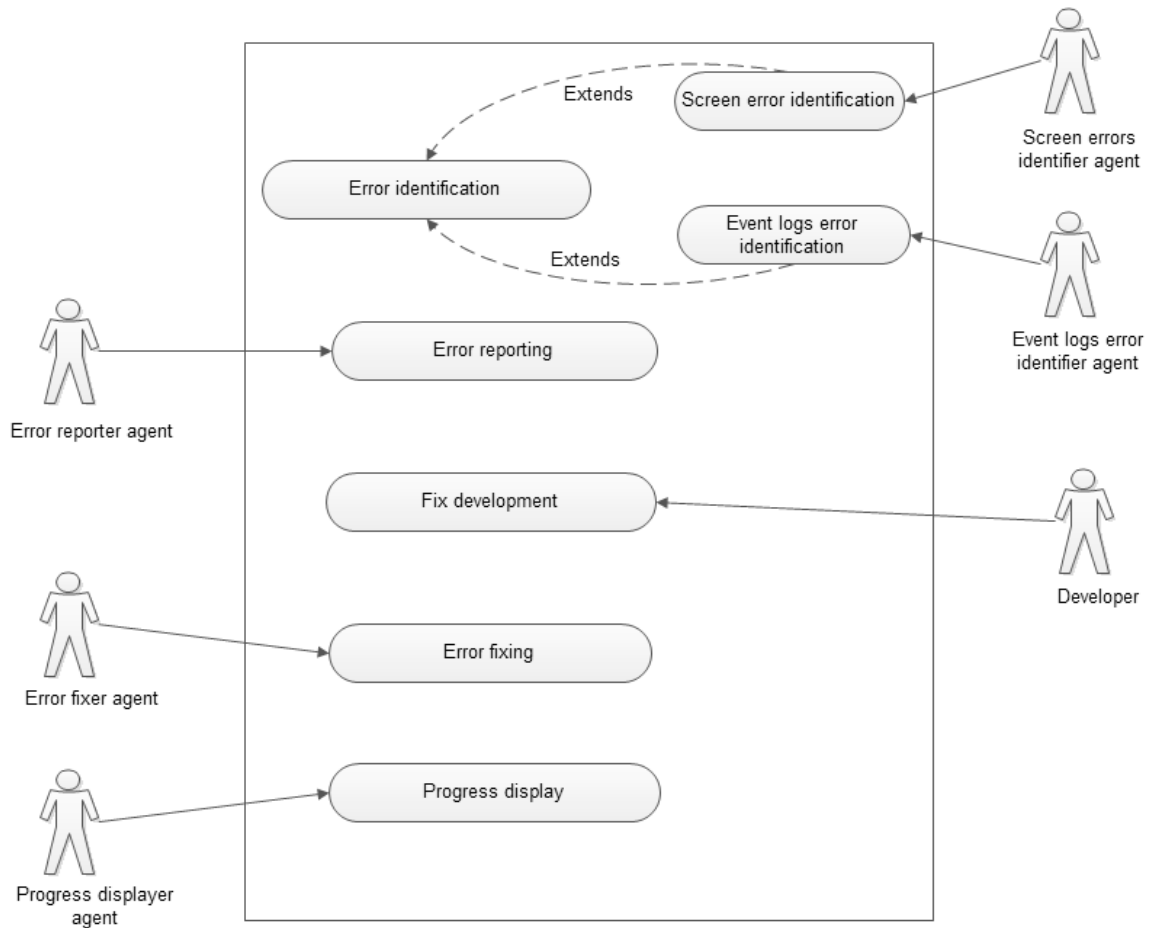 Extends
Screen error identification
Screen errors
identifier agent
Error identification
Event logs error
identification
Extends
Event logs error
identifier agent
Error reporting
Error reporter agent
Fix development
Developer
Error fixing
Error fixer agent
Progress display
Progress displayer
agent